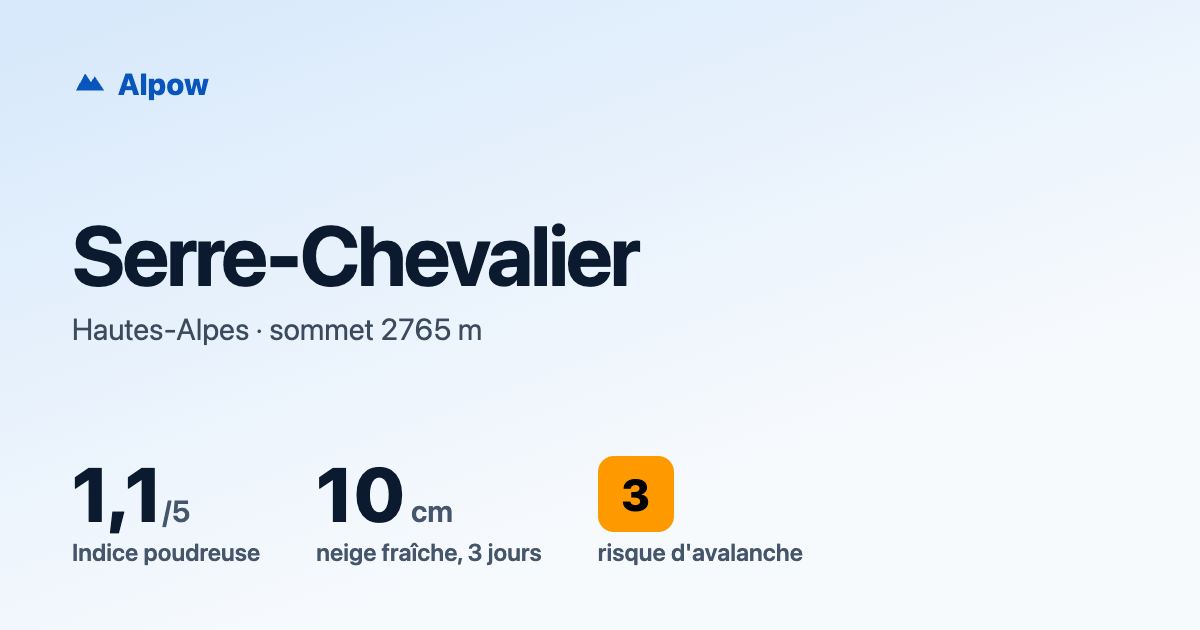 Alpow
Serre-Chevalier
Hautes-Alpes · sommet 2765 m
1,1/5
Indice poudreuse
10 cm
neige fraîche, 3 jours
3
risque d'avalanche